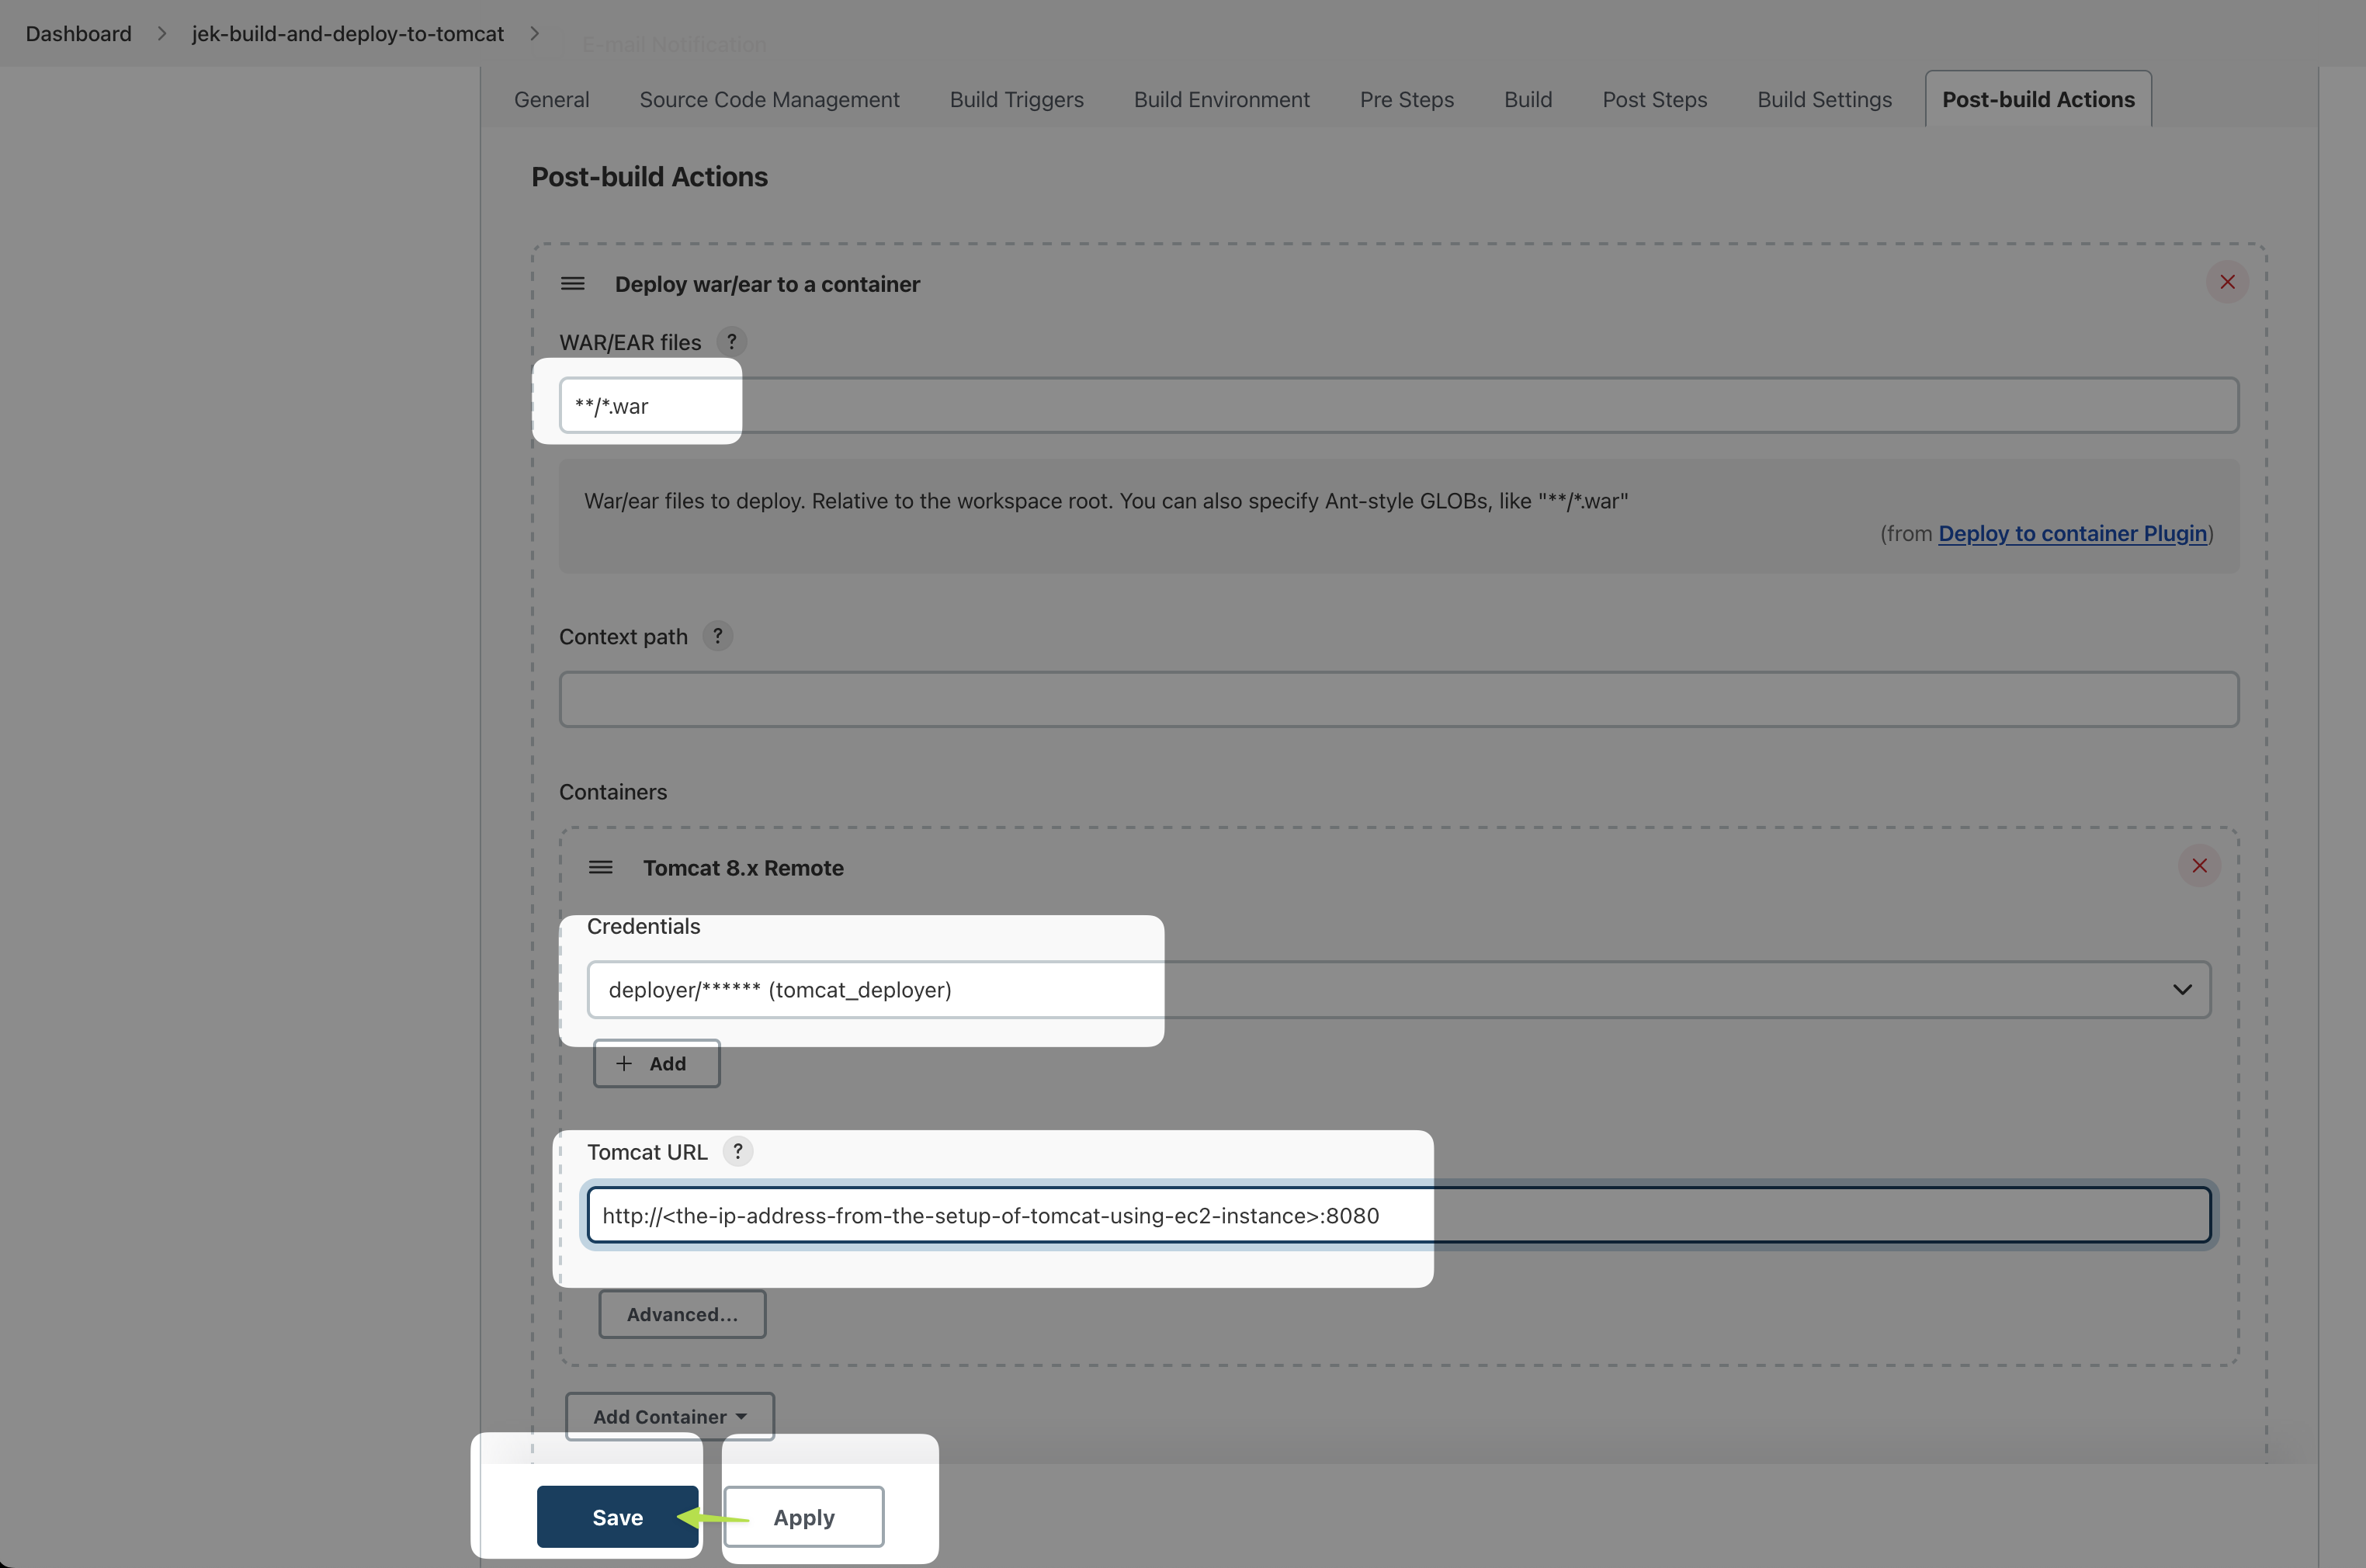 Dashboard > jek-build-and-deploy-to-tomcat >
E-mail Notification
General Source Code Management Build Triggers Build Environment Pre Steps Build Post Steps Build Settings Post-build Actions
Post-build Actions
Deploy war/ear to a container
WAR/EAR files ?
**/*.war
War/ear files to deploy. Relative to the workspace root. You can also specify Ant-style GLOBs, like "**/*.war"
(from Deploy to container Plugin)
Context path ?
Containers
Tomcat 8.x Remote
Credentials
deployer/****** (tomcat_deployer)
+ Add
Tomcat URL ?
http://<the-ip-address-from-the-setup-of-tomcat-using-ec2-instance>:8080
Advanced...
Add Container
Save Apply